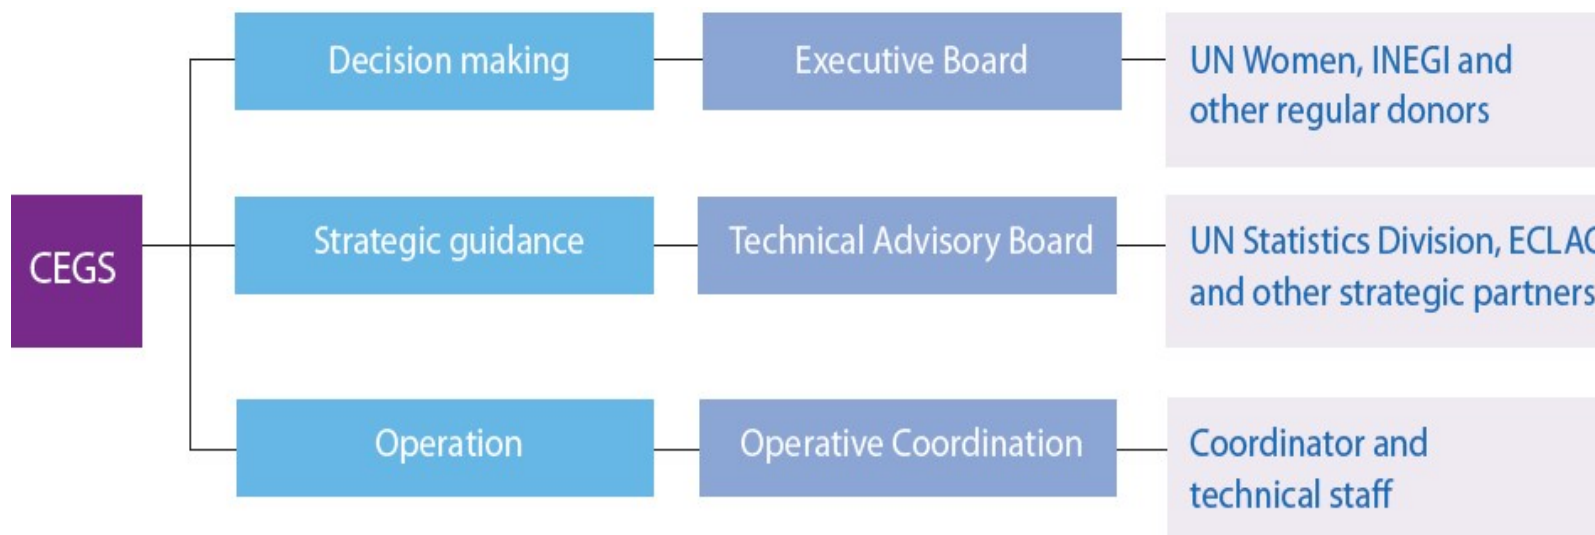 Decision making
Executive Board
UN Women, INEGI and
other regular donors
CEGS
Strategic guidance
Technical Advisory Board
UN Statistics Division, ECLAC
and other strategic partners
Operation
Operative Coordination
Coordinator and
technical staff